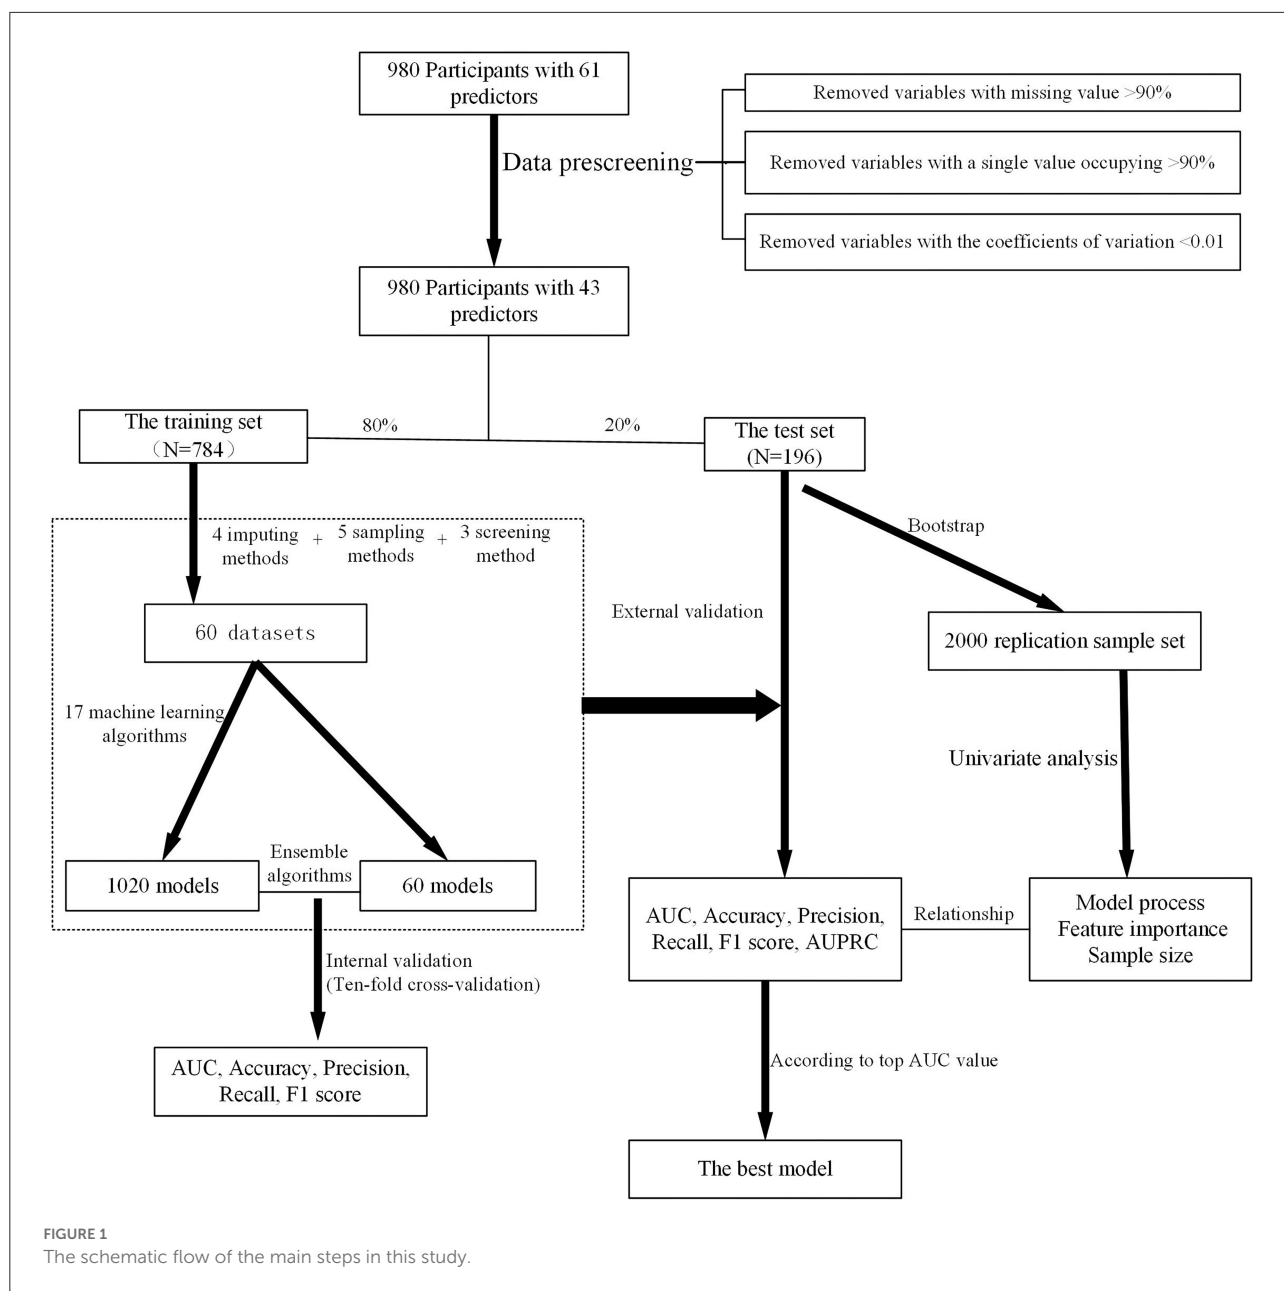 980 Participants with 61
predictors
Removed variables with missing value >90%
Data prescreening
Removed variables with a single value occupying >90%
Removed variables with the coefficients of variation <0.01
980 Participants with 43
predictors
The training set
（N=784）
80%
20%
The test set
(N=196)
4 imputing
methods
+
5 sampling
methods
+
3 screening
method
Bootstrap
External validation
60 datasets
2000 replication sample set
17 machine learning
algorithms
Univariate analysis
Ensemble
algorithms
1020 models
60 models
AUC, Accuracy, Precision,
Recall, F1 score, AUPRC
Relationship
Model process
Feature importance
Sample size
Internal validation
(Ten-fold cross-validation)
AUC, Accuracy, Precision,
Recall, F1 score
According to top AUC value
The best model
FIGURE 1
The schematic flow of the main steps in this study.